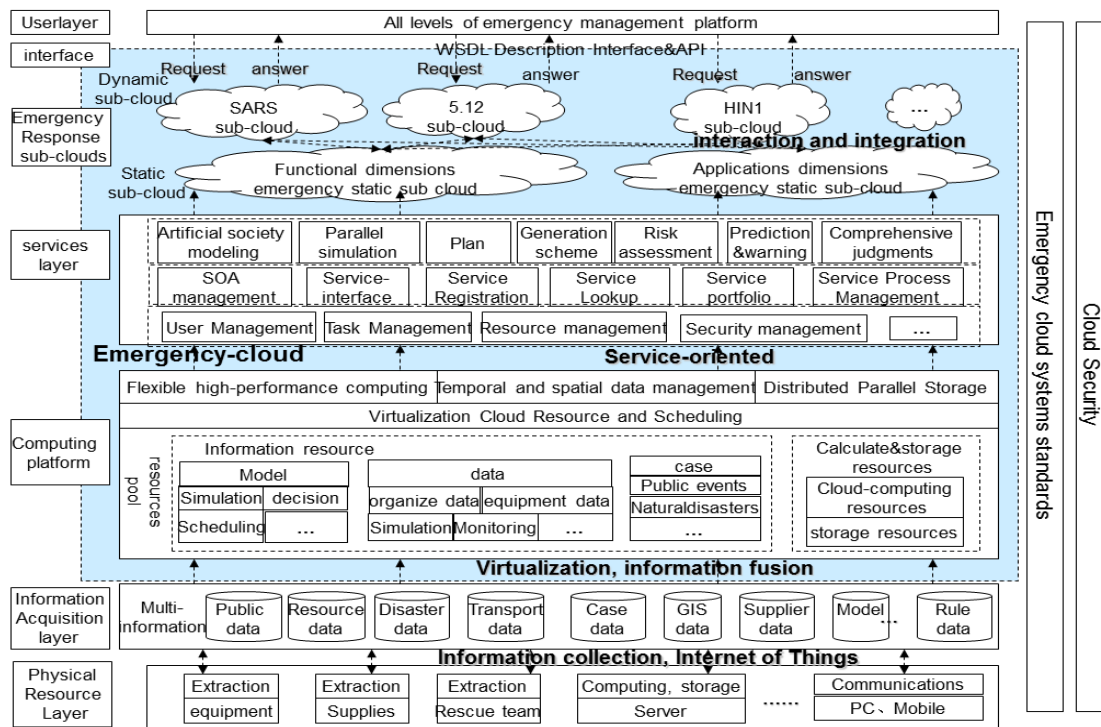 Userlayer
All levels of emergency management platform
interface
WSDL Description Interface&API
Request
answer
Request
answer
Request
answer
Dynamic
sub-cloud
SARS
sub-cloud
5.12
sub-cloud
HIN1
sub-cloud
...
Emergency
Response
sub-clouds
interaction and integration
Static
sub-cloud
Functional dimensions
emergency static sub cloud
Applications dimensions
emergency static sub-cloud
services
layer
Artificial society
modeling
Parallel
simulation
Plan
Generation
scheme
Risk
assessment
Prediction
&warning
Comprehensive
judgments
SOA
management
Service-
interface
Service
Registration
Service
Lookup
Service
portfolio
Service Process
Management
User Management
Task Management
Resource management
Security management
...
Emergency-cloud
Service-oriented
Computing
platform
Flexible high-performance computing
Temporal and spatial data management
Distributed Parallel Storage
Virtualization Cloud Resource and Scheduling
resources
pool
Information resource
Model
Simulation
decision
Scheduling
...
data
organize data
equipment data
Simulation
Monitoring
...
case
Public events
Naturaldisasters
...
Calculate&storage
resources
Cloud-computing
resources
storage resources
Virtualization, information fusion
Information
Acquisition
layer
Multi-
information
Public
data
Resource
data
Disaster
data
Transport
data
Case
data
GIS
data
Supplier
data
Model
...
Rule
data
Information collection, Internet of Things
Physical
Resource
Layer
Extraction
equipment
Extraction
Supplies
Extraction
Rescue team
Computing, storage
Server
......
Communications
PC、Mobile
Emergency cloud systems standards
Cloud Security